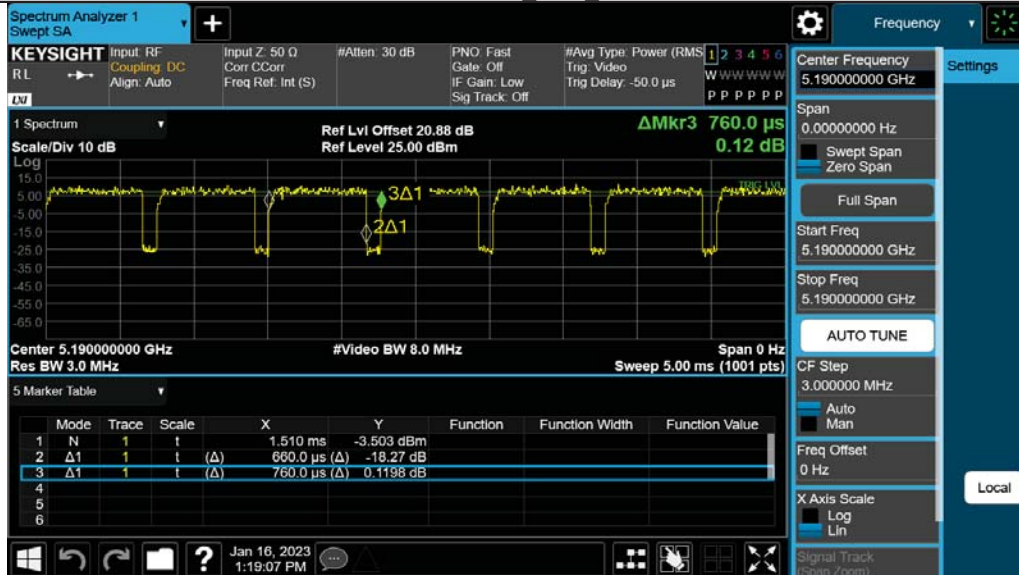 Spectrum Analyzer 1
Swept SA
Frequency
KEYSIGHT
RL
LXI
Input: RF
Coupling: DC
Align: Auto
Input Z: 50 Ω
Corr CCorr
Freq Ref: Int (S)
#Atten: 30 dB
PNO: Fast
Gate: Off
IF Gain: Low
Sig Track: Off
#Avg Type: Power (RMS
Trig: Video
Trig Delay: -50.0 µs
1 2 3 4 5 6
W W W W W W
P P P P P P
1 Spectrum
Scale/Div 10 dB
Ref Lvl Offset 20.88 dB
Ref Level 25.00 dBm
ΔMkr3 760.0 µs
0.12 dB
Log
15.0
5.00
-5.00
-15.0
-25.0
-35.0
-45.0
-55.0
-65.0
1
3Δ1
2Δ1
TRIG LVL
Center 5.190000000 GHz
#Video BW 8.0 MHz
Span 0 Hz
Res BW 3.0 MHz
Sweep 5.00 ms (1001 pts)
5 Marker Table
Mode Trace Scale X Y Function Function Width Function Value
1 N 1 t 1.510 ms -3.503 dBm
2 Δ1 1 t (Δ) 660.0 µs (Δ) -18.27 dB
3 Δ1 1 t (Δ) 760.0 µs (Δ) 0.1198 dB
4
5
6
Jan 16, 2023
1:19:07 PM
Center Frequency
5.190000000 GHz
Span
0.00000000 Hz
Swept Span
Zero Span
Full Span
Start Freq
5.190000000 GHz
Stop Freq
5.190000000 GHz
AUTO TUNE
CF Step
3.000000 MHz
Auto
Man
Freq Offset
0 Hz
X Axis Scale
Log
Lin
Signal Track
(Span Zoom)
Settings
Local